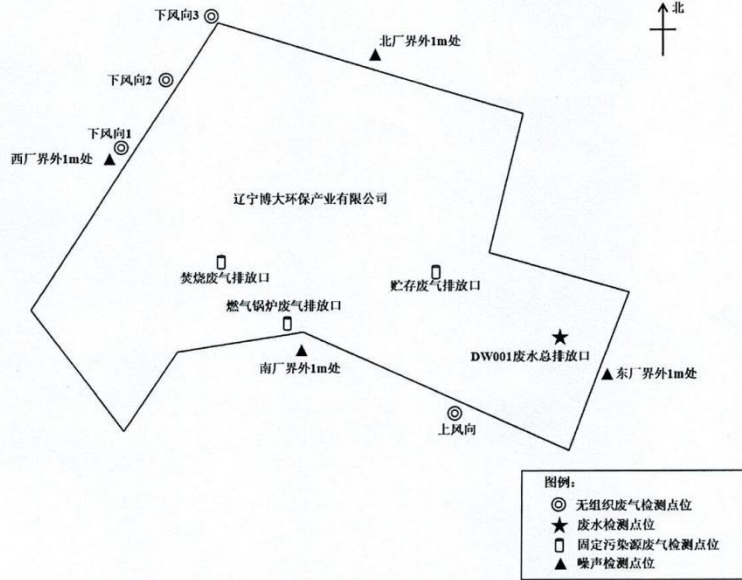 下风向3
北
北厂界外1m处
下风向2
下风向1
西厂界外1m处
辽宁博大环保产业有限公司
焚烧废气排放口
贮存废气排放口
燃气锅炉废气排放口
DW001废水总排放口
南厂界外1m处
东厂界外1m处
上风向
图例：
无组织废气检测点位
废水检测点位
固定污染源废气检测点位
噪声检测点位